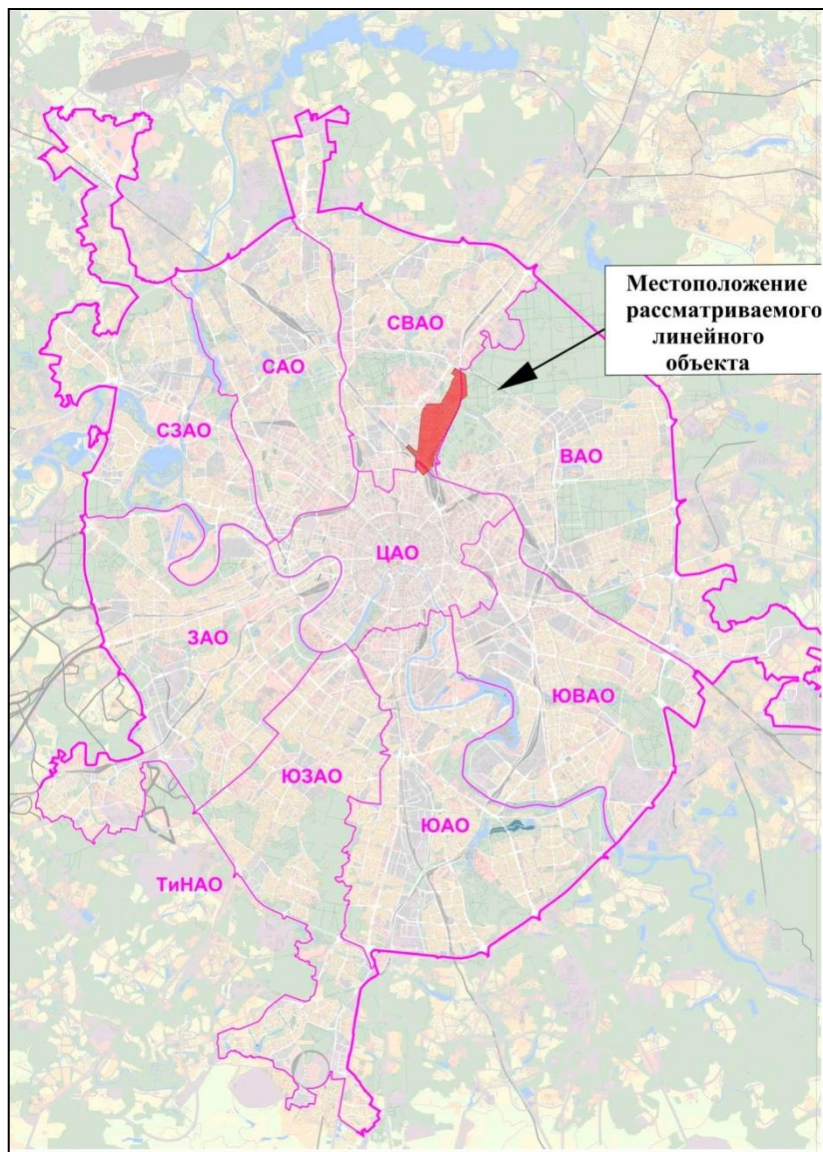 Местоположение
рассматриваемого
линейного
объекта
СВАО
САО
СЗАО
ВАО
ЦАО
ЗАО
ЮВАО
ЮЗАО
ЮАО
ТиНАО